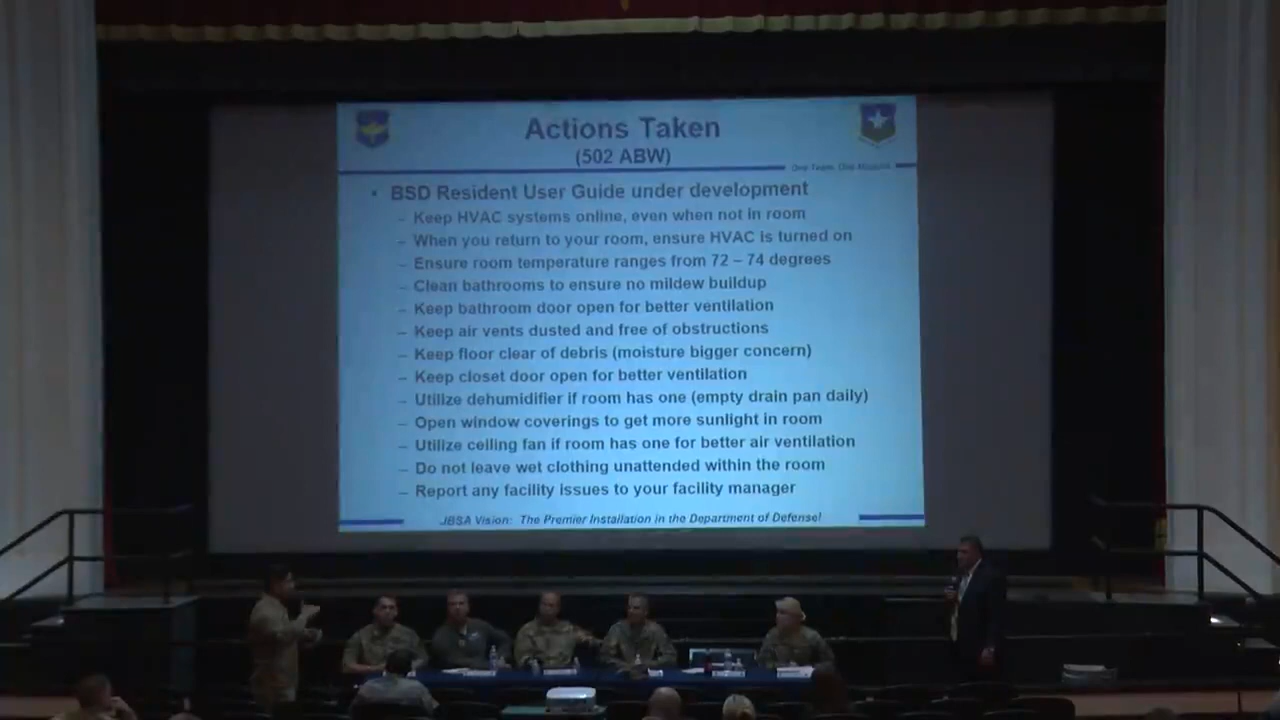 Actions Taken
(502 ABW)
One Team, One Mission
• BSD Resident User Guide under development
– Keep HVAC systems online, even when not in room
– When you return to your room, ensure HVAC is turned on
– Ensure room temperature ranges from 72 – 74 degrees
– Clean bathrooms to ensure no mildew buildup
– Keep bathroom door open for better ventilation
– Keep air vents dusted and free of obstructions
– Keep floor clear of debris (moisture bigger concern)
– Keep closet door open for better ventilation
– Utilize dehumidifier if room has one (empty drain pan daily)
– Open window coverings to get more sunlight in room
– Utilize ceiling fan if room has one for better air ventilation
– Do not leave wet clothing unattended within the room
– Report any facility issues to your facility manager
JBSA Vision: The Premier Installation in the Department of Defense!